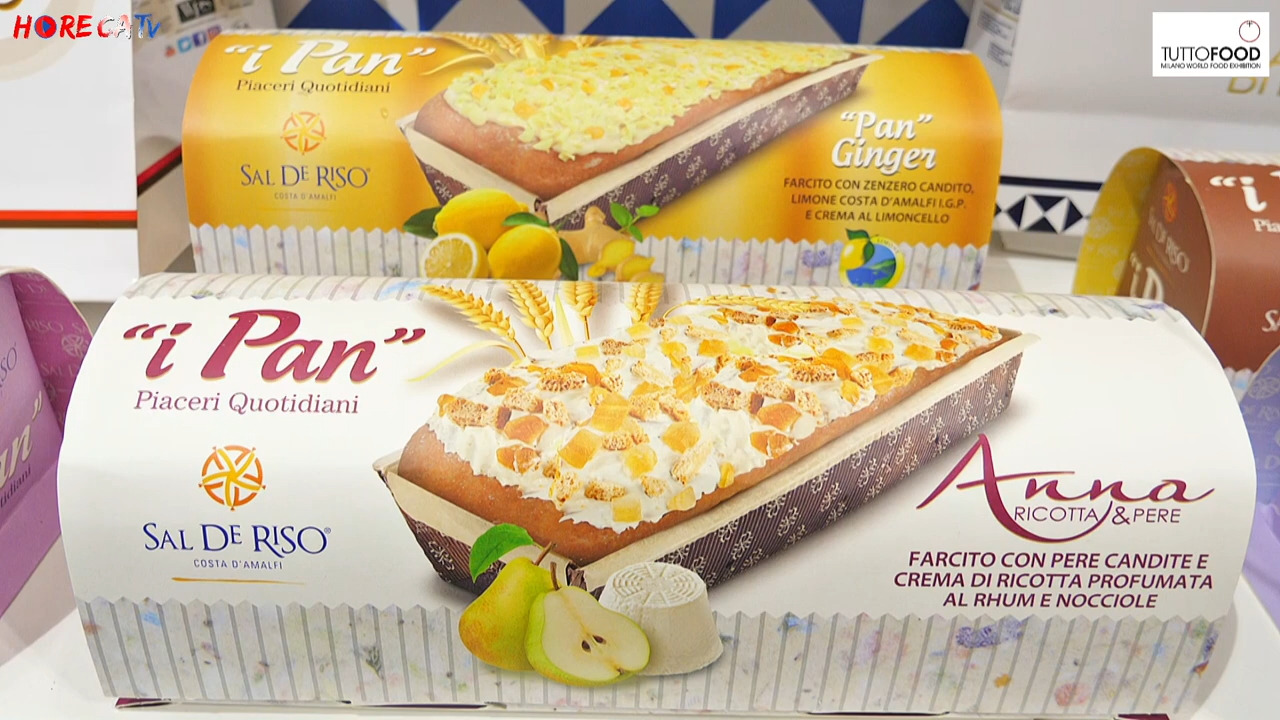 HORECATv
TUTTOFOOD
MILANO WORLD FOOD EXHIBITION
"i Pan"
Piaceri Quotidiani
SAL DE RISO®
COSTA D'AMALFI
"Pan"
Ginger
FARCITO CON ZENZERO CANDITO,
LIMONE COSTA D'AMALFI I.G.P.
E CREMA AL LIMONCELLO
"i Pan"
Piaceri Quotidiani
SAL DE RISO®
COSTA D'AMALFI
Anna
RICOTTA & PERE
FARCITO CON PERE CANDITE E
CREMA DI RICOTTA PROFUMATA
AL RHUM E NOCCIOLE